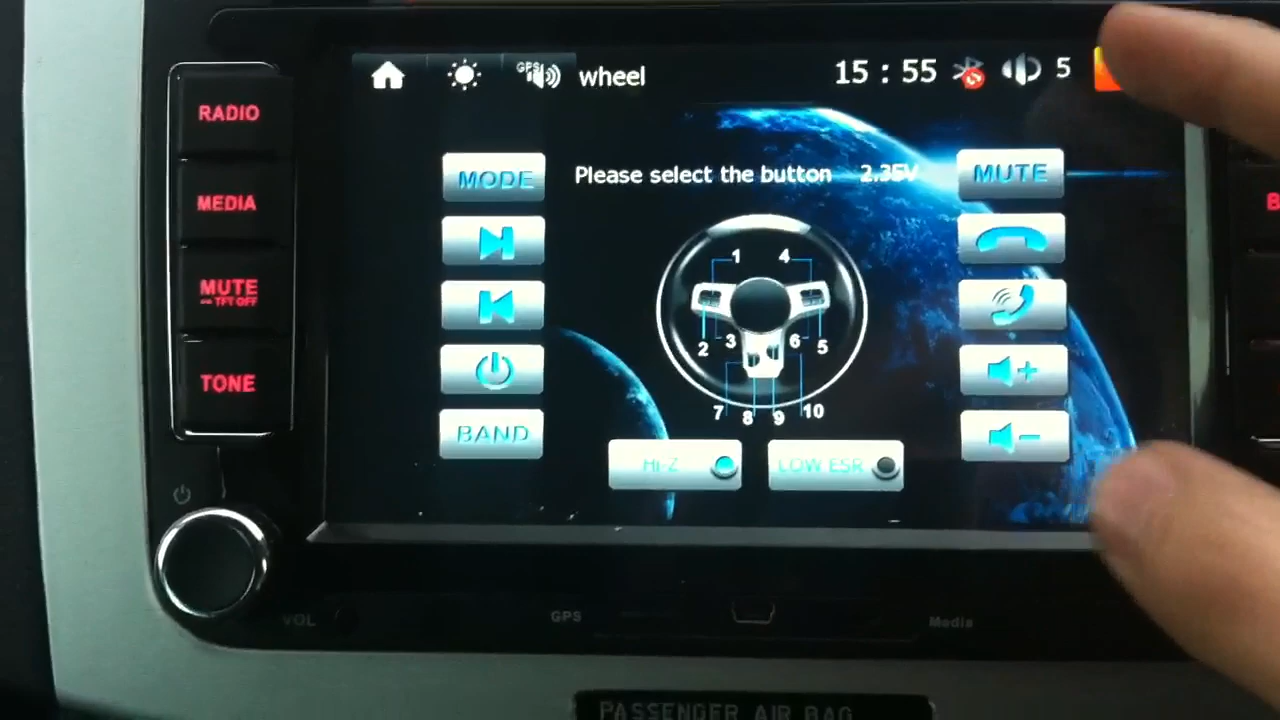 GPS
wheel
15 : 55
5
RADIO
MEDIA
MUTE
TFT OFF
TONE
MODE
BAND
Please select the button 2.35V
1
4
2
3
6
5
7
8
9
10
HI-Z
LOW ESR
MUTE
B
VOL
GPS
Media
PASSENGER AIR BAG